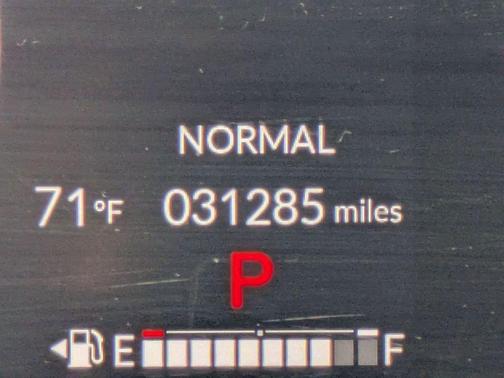 NORMAL
71°F 031285 miles
P
E F